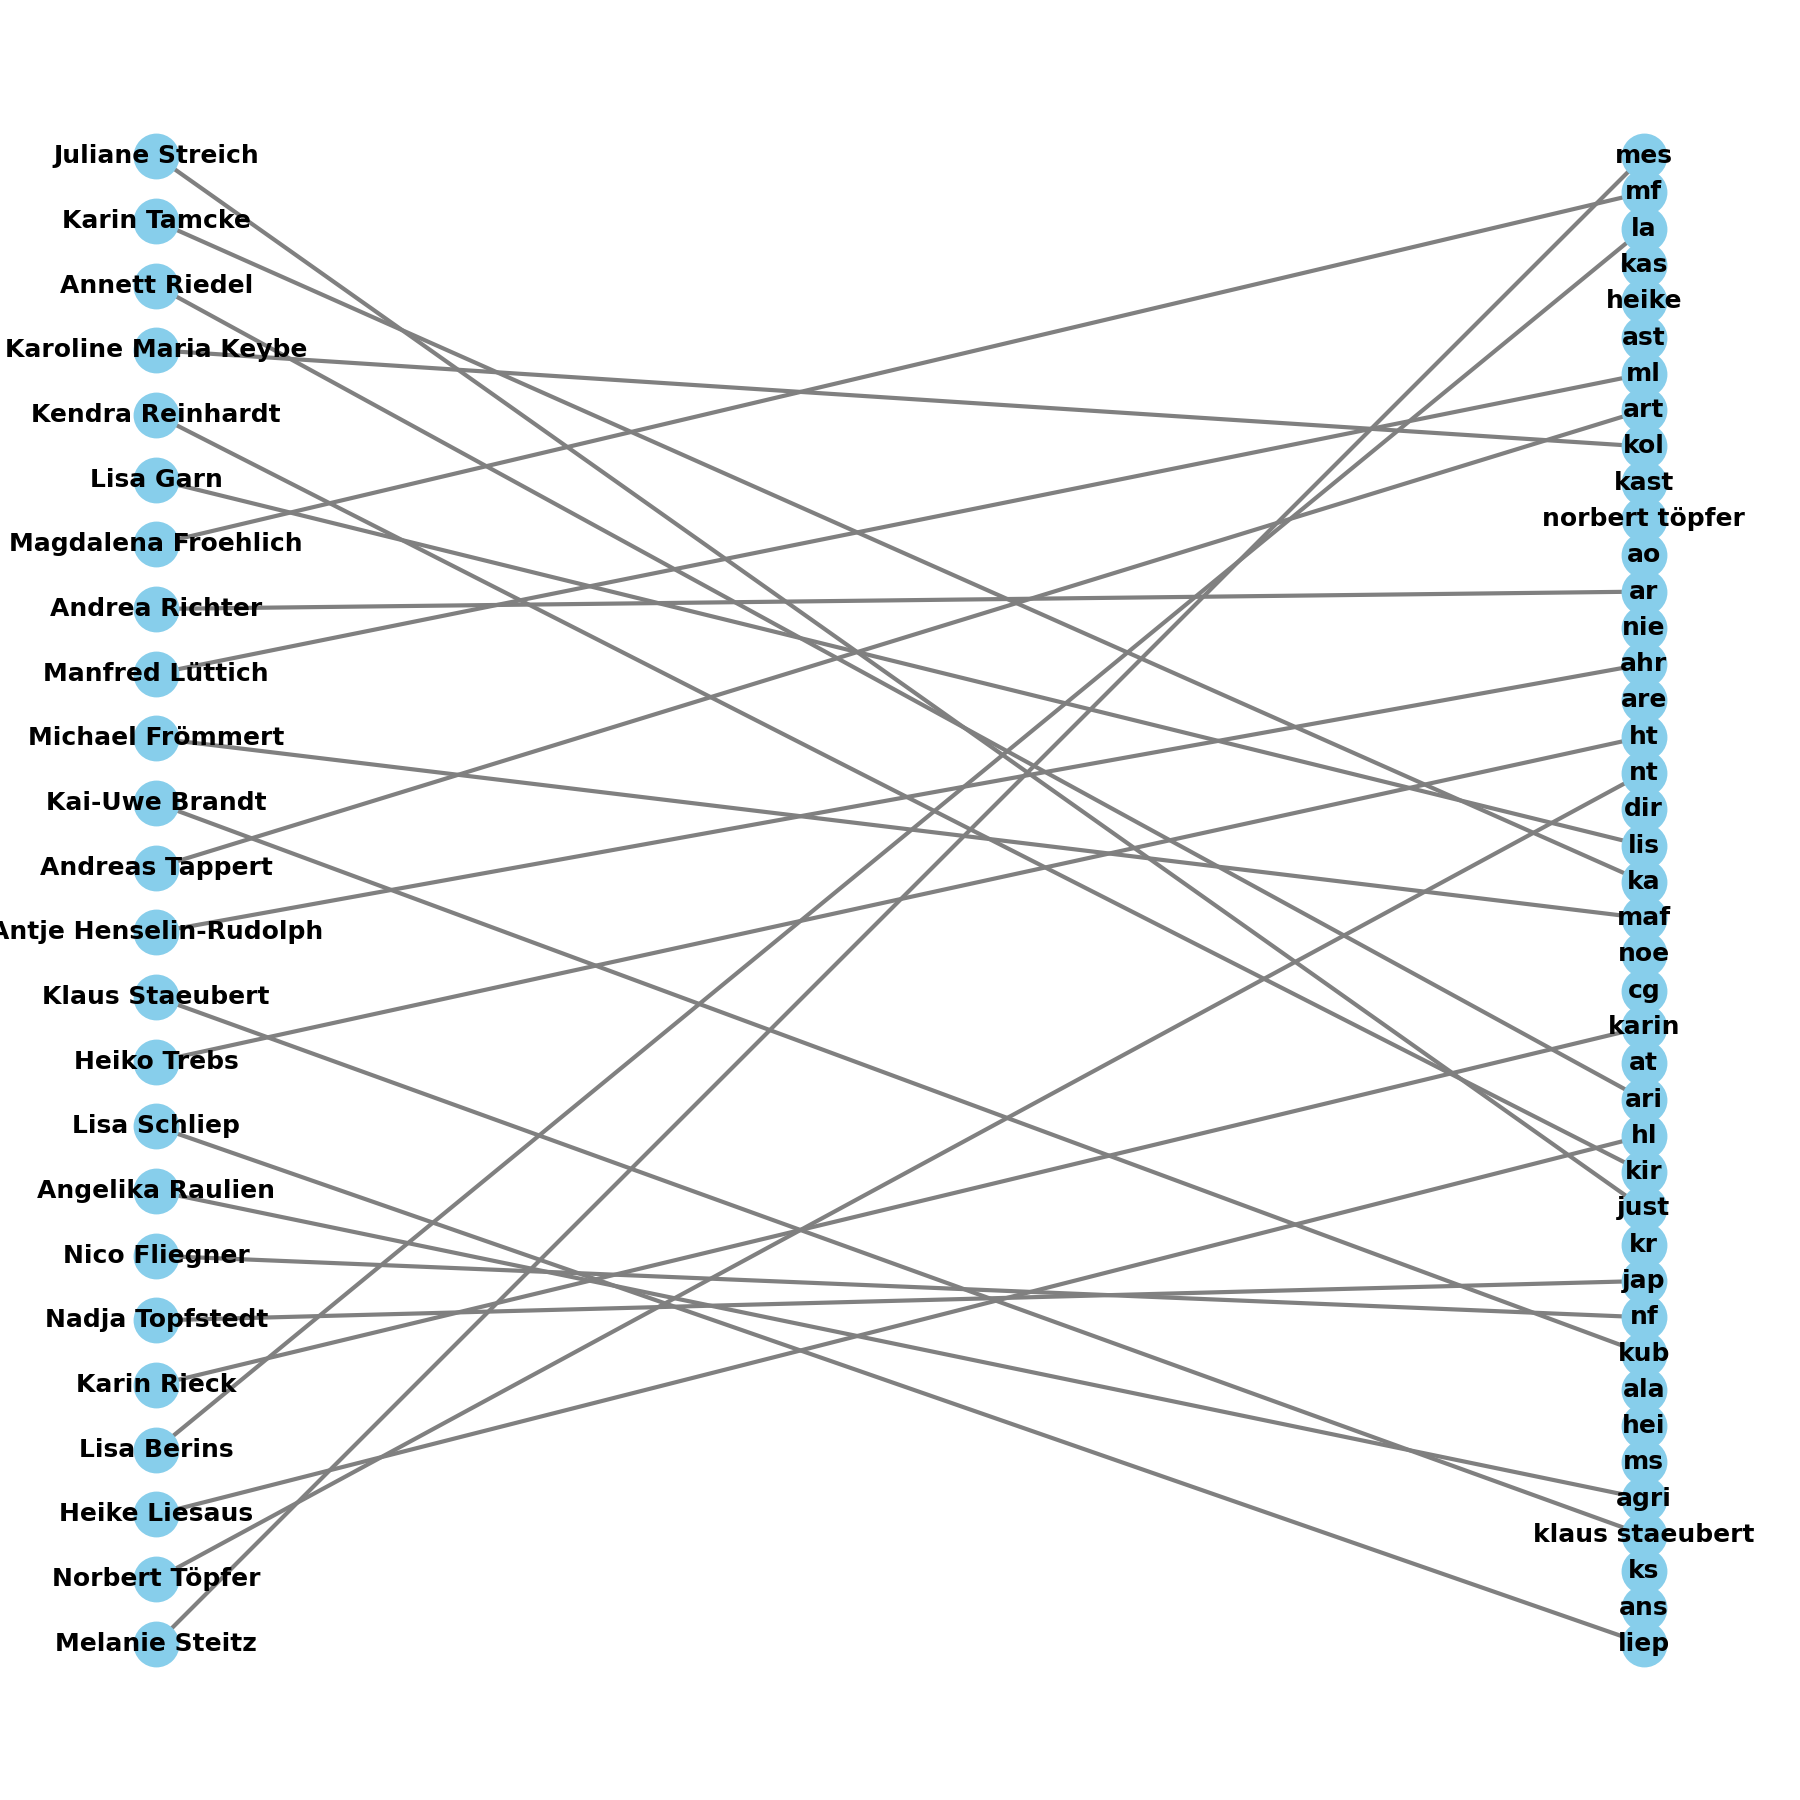 Juliane Streich
Karin Tamcke
Annett Riedel
Karoline Maria Keybe
Kendra Reinhardt
Lisa Garn
Magdalena Froehlich
Andrea Richter
Manfred Lüttich
Michael Frömmert
Kai-Uwe Brandt
Andreas Tappert
Antje Henselin-Rudolph
Klaus Staeubert
Heiko Trebs
Lisa Schliep
Angelika Raulien
Nico Fliegner
Nadja Topfstedt
Karin Rieck
Lisa Berins
Heike Liesaus
Norbert Töpfer
Melanie Steitz
mes
mf
la
kas
heike
ast
ml
art
kol
kast
norbert töpfer
ao
ar
nie
ahr
are
ht
nt
dir
lis
ka
maf
noe
cg
karin
at
ari
hl
kir
just
kr
jap
nf
kub
ala
hei
ms
agri
klaus staeubert
ks
ans
liep